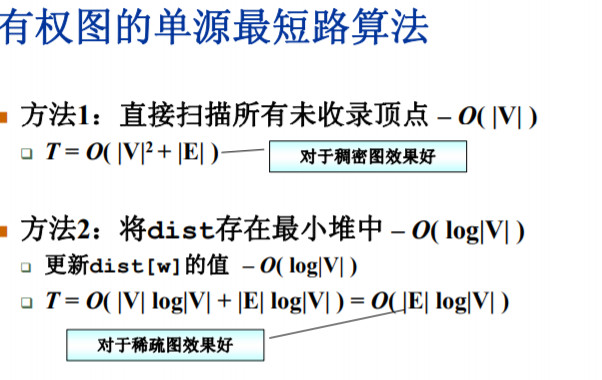 有权图的单源最短路算法
方法1：直接扫描所有未收录顶点 – O( |V| )
T = O( |V|² + |E| )
对于稠密图效果好
方法2：将dist存在最小堆中 – O( log|V| )
更新dist[w]的值 – O( log|V| )
T = O( |V| log|V| + |E| log|V| ) = O( |E| log|V| )
对于稀疏图效果好